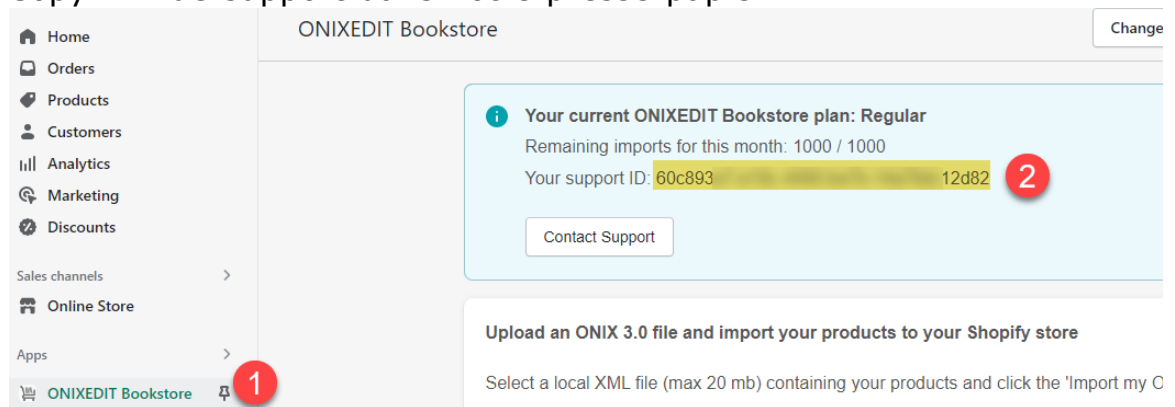 Home
Orders
Products
Customers
Analytics
Marketing
Discounts
Sales channels
Online Store
Apps
ONIXEDIT Bookstore
1
ONIXEDIT Bookstore
Change
Your current ONIXEDIT Bookstore plan: Regular
Remaining imports for this month: 1000 / 1000
Your support ID: 60c893 12d82
2
Contact Support
Upload an ONIX 3.0 file and import your products to your Shopify store
Select a local XML file (max 20 mb) containing your products and click the 'Import my O